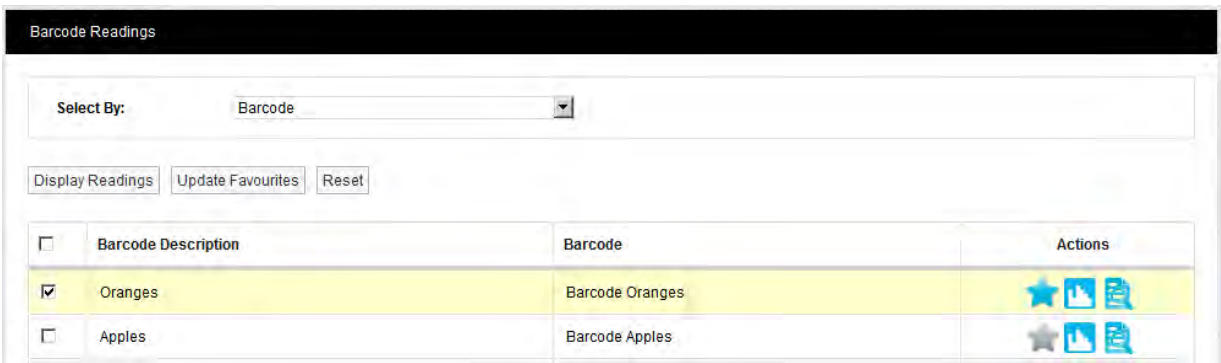 Barcode Readings
Select By: Barcode
Display Readings Update Favourites Reset
Barcode Description Barcode Actions
Oranges Barcode Oranges
Apples Barcode Apples